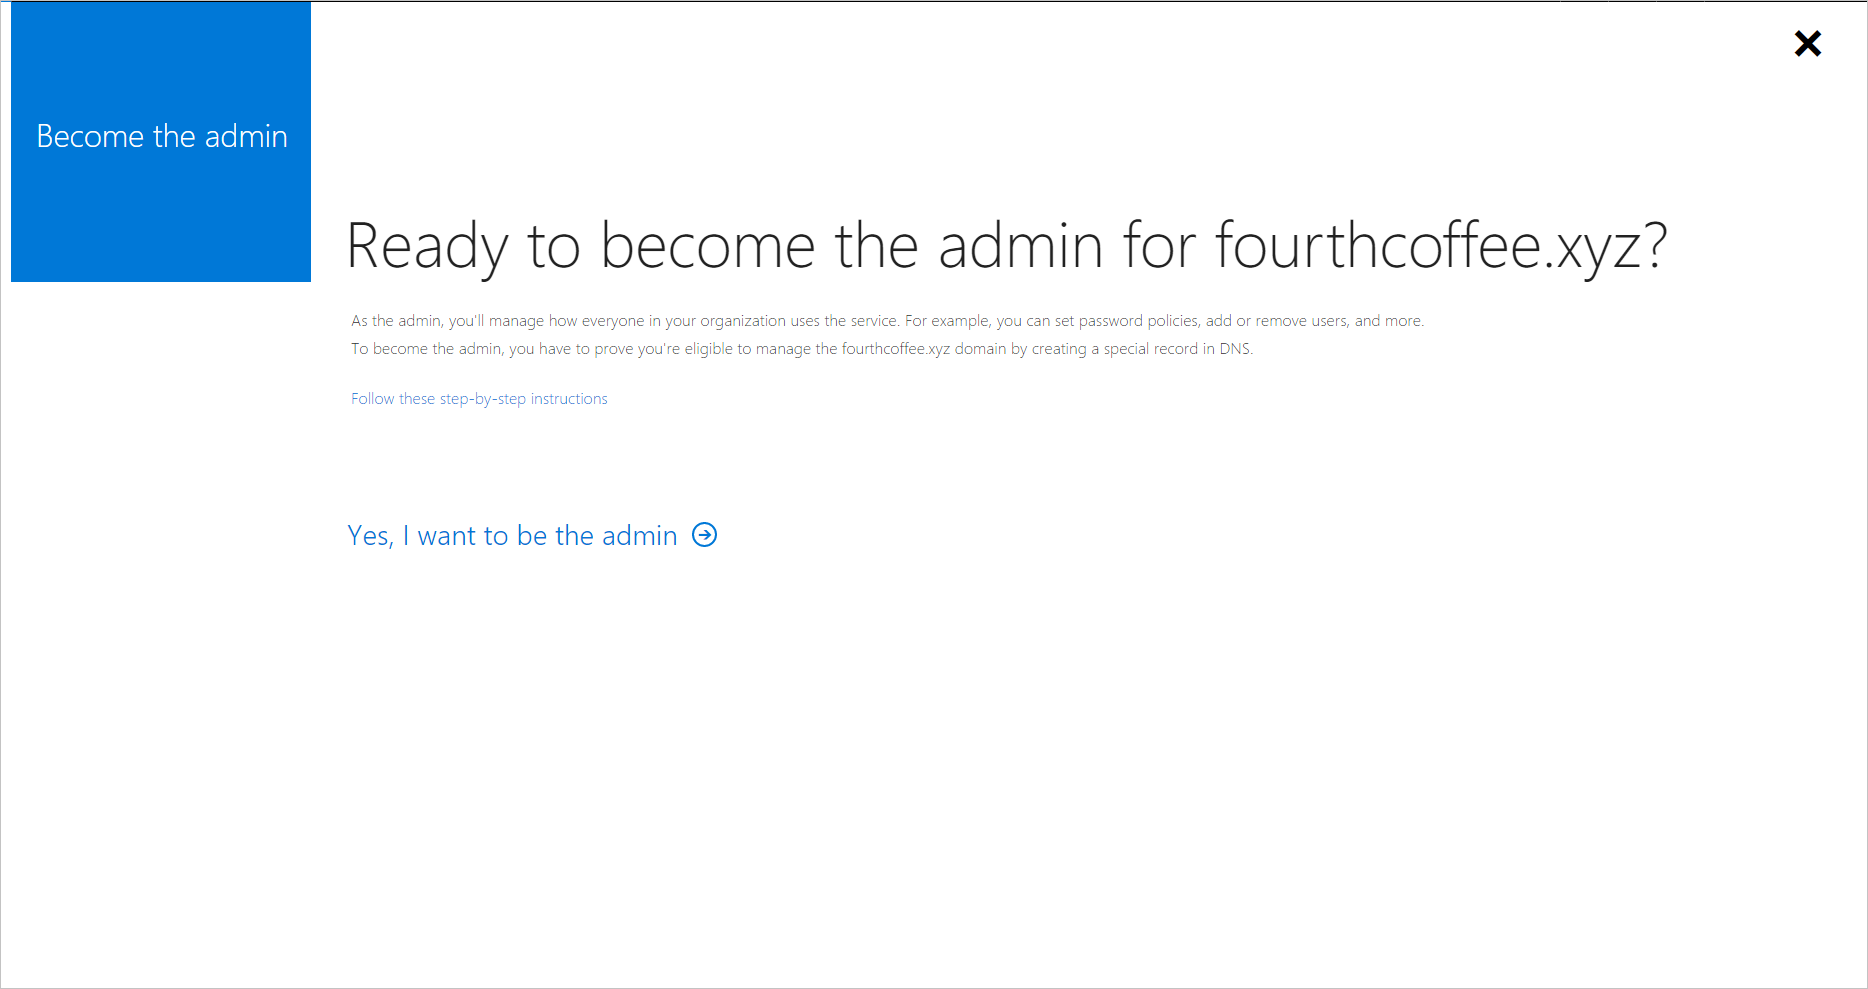 Become the admin
Ready to become the admin for fourthcoffee.xyz?
As the admin, you'll manage how everyone in your organization uses the service. For example, you can set password policies, add or remove users, and more.
To become the admin, you have to prove you're eligible to manage the fourthcoffee.xyz domain by creating a special record in DNS.
Follow these step-by-step instructions
Yes, I want to be the admin